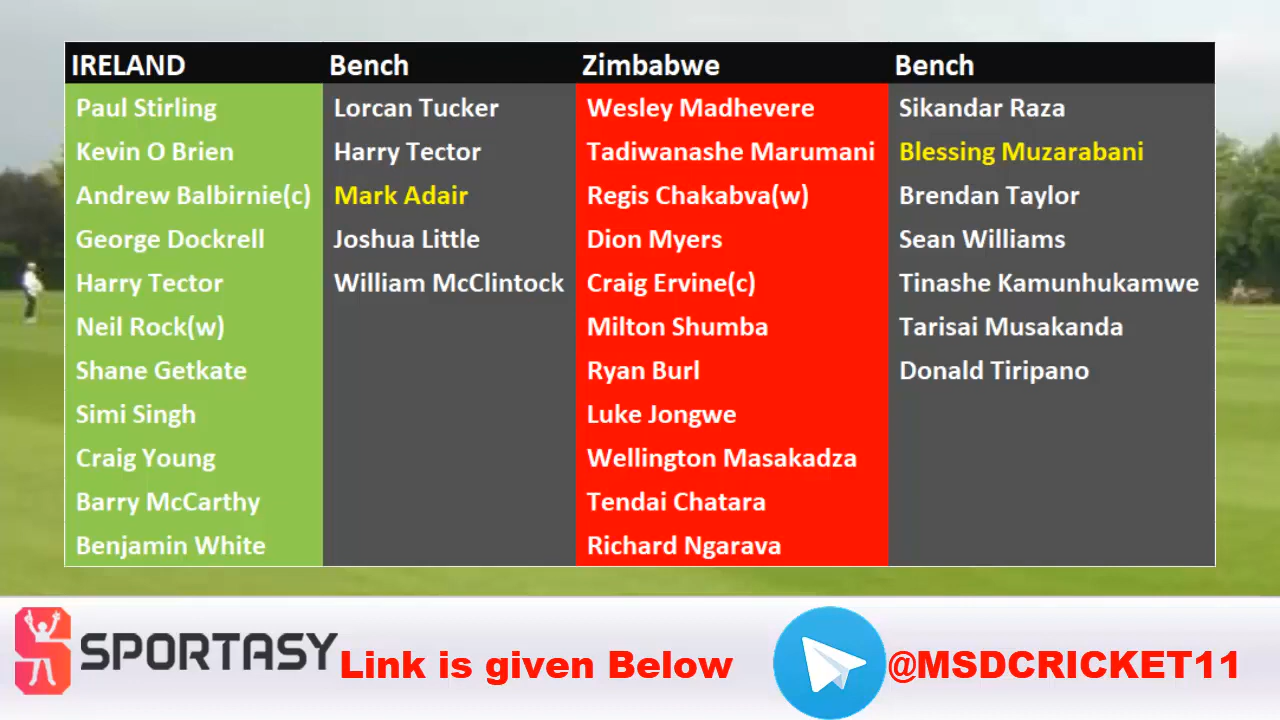 IRELAND Bench Zimbabwe Bench
Paul Stirling Lorcan Tucker Wesley Madhevere Sikandar Raza
Kevin O Brien Harry Tector Tadiwanashe Marumani Blessing Muzarabani
Andrew Balbirnie(c) Mark Adair Regis Chakabva(w) Brendan Taylor
George Dockrell Joshua Little Dion Myers Sean Williams
Harry Tector William McClintock Craig Ervine(c) Tinashe Kamunhukamwe
Neil Rock(w) Milton Shumba Tarisai Musakanda
Shane Getkate Ryan Burl Donald Tiripano
Simi Singh Luke Jongwe
Craig Young Wellington Masakadza
Barry McCarthy Tendai Chatara
Benjamin White Richard Ngarava
SPORTASY Link is given Below @MSDCRICKET11